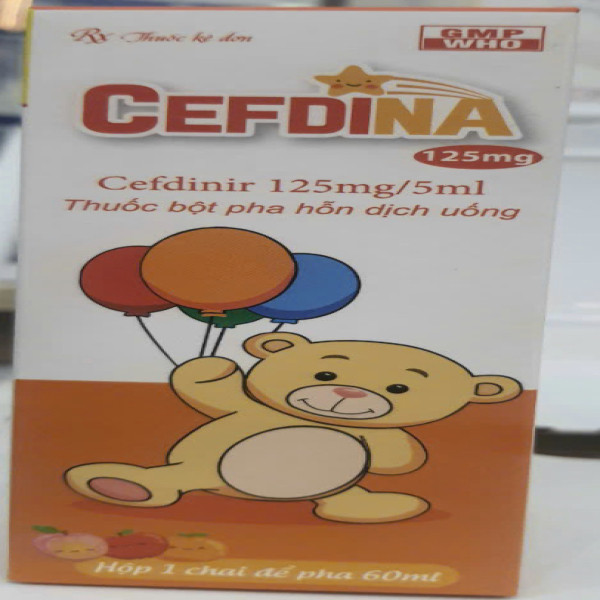 Rx Thuốc kê đơn
GMP
WHO
CEFDINA
125mg
Cefdinir 125mg/5ml
Thuốc bột pha hỗn dịch uống
Hộp 1 chai để pha 60ml